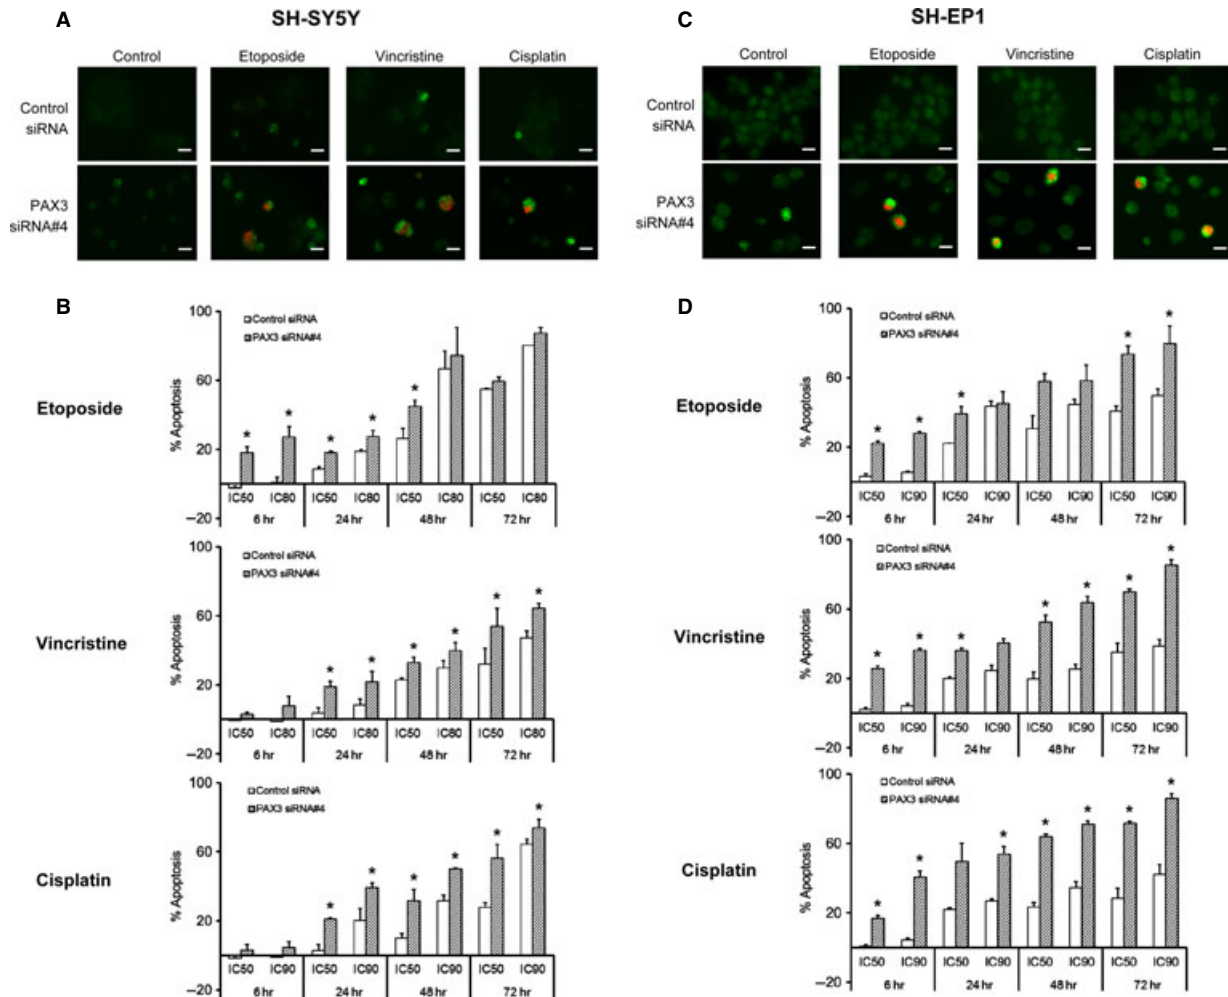 A
SH-SY5Y
Control
Etoposide
Vincristine
Cisplatin
Control
siRNA
PAX3
siRNA#4
C
SH-EP1
Control
Etoposide
Vincristine
Cisplatin
Control
siRNA
PAX3
siRNA#4
B
Etoposide
% Apoptosis
100
60
20
–20
Control siRNA
PAX3 siRNA#4
* * * * *
IC50 IC80 IC50 IC80 IC50 IC80 IC50 IC80
6 hr 24 hr 48 hr 72 hr
Vincristine
% Apoptosis
100
60
20
–20
Control siRNA
PAX3 siRNA#4
* * * * * *
IC50 IC80 IC50 IC80 IC50 IC80 IC50 IC80
6 hr 24 hr 48 hr 72 hr
Cisplatin
% Apoptosis
100
60
20
–20
Control siRNA
PAX3 siRNA#4
* * * * * *
IC50 IC90 IC50 IC90 IC50 IC90 IC50 IC90
6 hr 24 hr 48 hr 72 hr
D
Etoposide
% Apoptosis
100
60
20
–20
Control siRNA
PAX3 siRNA#4
* * * * *
IC50 IC90 IC50 IC90 IC50 IC90 IC50 IC90
6 hr 24 hr 48 hr 72 hr
Vincristine
% Apoptosis
100
60
20
–20
Control siRNA
PAX3 siRNA#4
* * * * * * *
IC50 IC90 IC50 IC90 IC50 IC90 IC50 IC90
6 hr 24 hr 48 hr 72 hr
Cisplatin
% Apoptosis
100
60
20
–20
Control siRNA
PAX3 siRNA#4
* * * * * * *
IC50 IC90 IC50 IC90 IC50 IC90 IC50 IC90
6 hr 24 hr 48 hr 72 hr